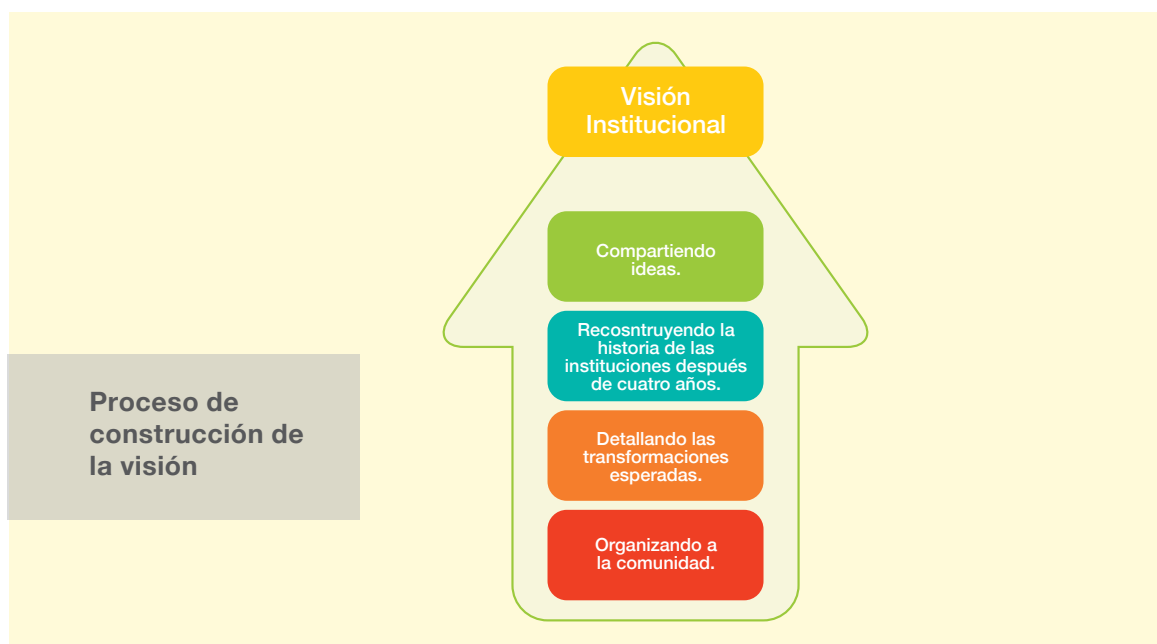 Visión
Institucional
Compartiendo
ideas.
Recosntruyendo la
historia de las
instituciones después
de cuatro años.
Detallando las
transformaciones
esperadas.
Organizando a
la comunidad.
Proceso de
construcción de
la visión